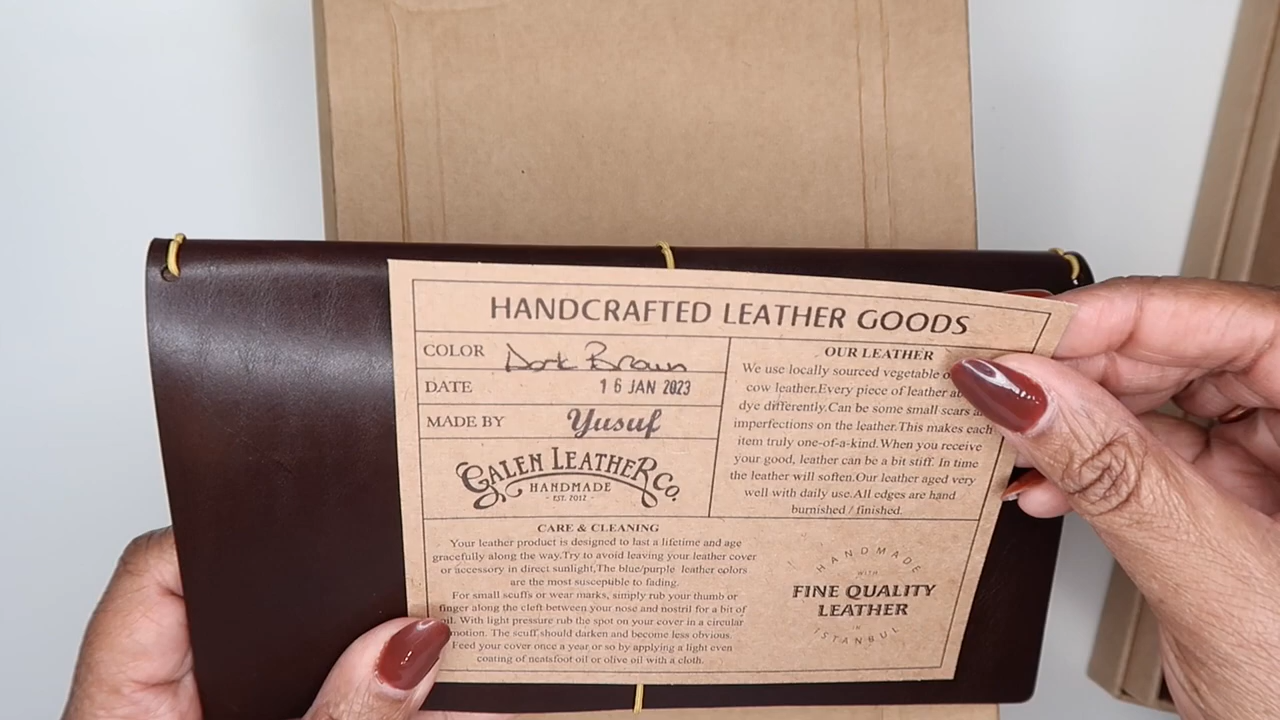 HANDCRAFTED LEATHER GOODS
COLOR Dark Brown
DATE 16 JAN 2023
MADE BY Yusuf
GALEN LEATHER Co.
HANDMADE
- EST. 2012 -
OUR LEATHER
We use locally sourced vegetable
cow leather.Every piece of leather
dye differently.Can be some small scars
imperfections on the leather.This makes each
item truly one-of-a-kind.When you receive
your good, leather can be a bit stiff. In time
the leather will soften.Our leather aged very
well with daily use.All edges are hand
burnished / finished.
CARE & CLEANING
Your leather product is designed to last a lifetime and age
gracefully along the way.Try to avoid leaving your leather cover
or accessory in direct sunlight,The blue/purple leather colors
are the most susceptible to fading.
For small scuffs or wear marks, simply rub your thumb or
finger along the cleft between your nose and nostril for a bit of
oil. With light pressure rub the spot on your cover in a circular
motion. The scuff should darken and become less obvious.
Feed your cover once a year or so by applying a light even
coating of neatsfoot oil or olive oil with a cloth.
HANDMADE
WITH
FINE QUALITY
LEATHER
IN
ISTANBUL